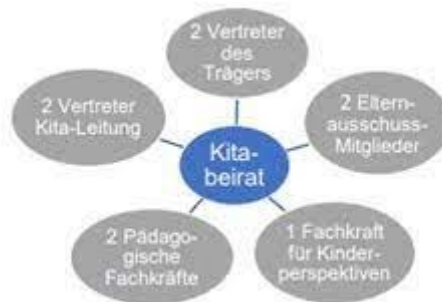 2 Vertreter
des
Trägers
2 Vertreter
Kita-Leitung
2 Eltern-
ausschuss-
Mitglieder
Kita-
beirat
2 Pädago-
gische
Fachkräfte
1 Fachkraft
für Kinder-
perspektiven